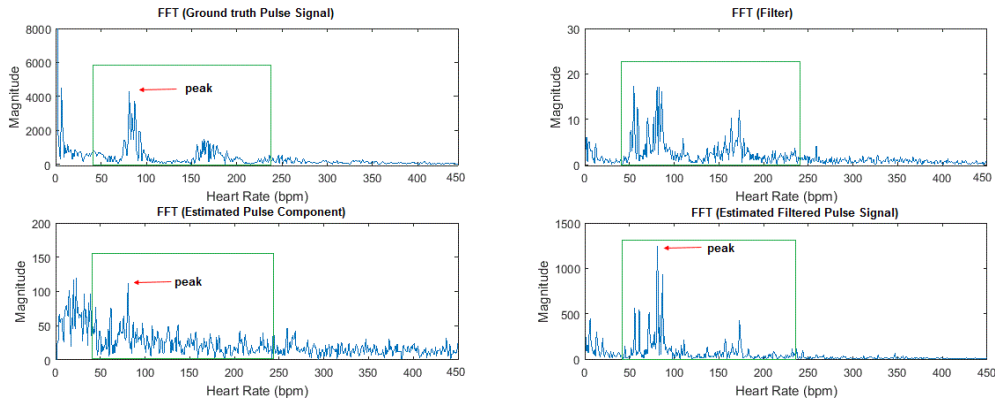 FFT (Ground truth Pulse Signal)
8000
6000
4000
2000
0
Magnitude
peak
0 50 100 150 200 250 300 350 400 450
Heart Rate (bpm)
FFT (Filter)
30
20
10
0
Magnitude
0 50 100 150 200 250 300 350 400 450
Heart Rate (bpm)
FFT (Estimated Pulse Component)
200
150
100
50
0
Magnitude
peak
0 50 100 150 200 250 300 350 400 450
Heart Rate (bpm)
FFT (Estimated Filtered Pulse Signal)
1500
1000
500
0
Magnitude
peak
0 50 100 150 200 250 300 350 400 450
Heart Rate (bpm)